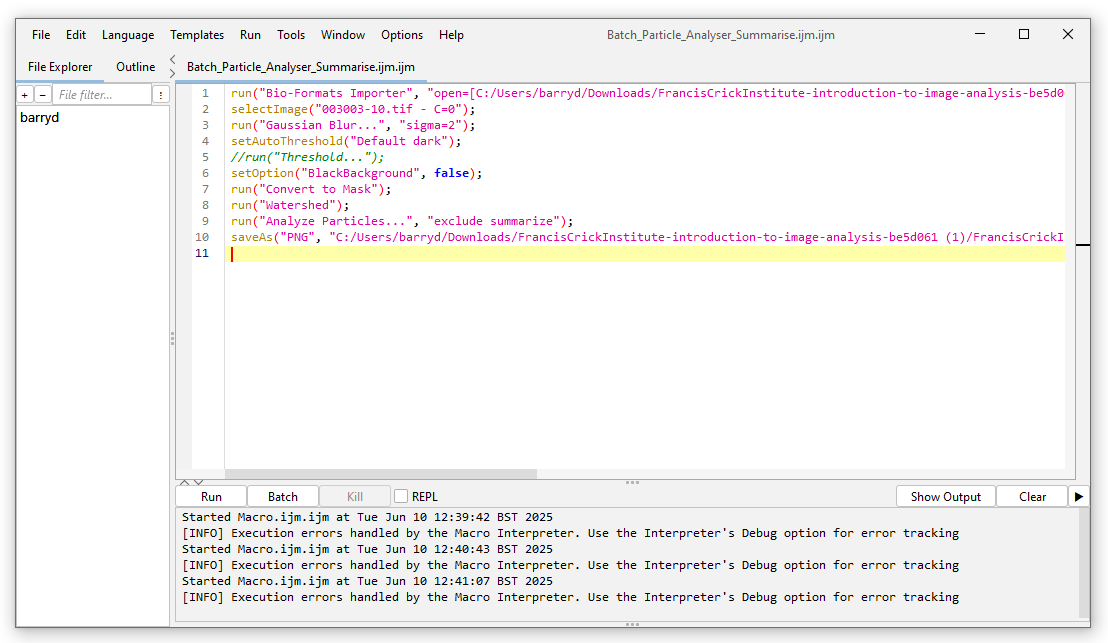 File Edit Language Templates Run Tools Window Options Help Batch_Particle_Analyser_Summarise.ijm.ijm
File Explorer Outline Batch_Particle_Analyser_Summarise.ijm.ijm
+ - File filter...
barryd
1 run("Bio-Formats Importer", "open=[C:/Users/barryd/Downloads/FrancisCrickInstitute-introduction-to-image-analysis-be5d0
2 selectImage("003003-10.tif - C=0");
3 run("Gaussian Blur...", "sigma=2");
4 setAutoThreshold("Default dark");
5 //run("Threshold...");
6 setOption("BlackBackground", false);
7 run("Convert to Mask");
8 run("Watershed");
9 run("Analyze Particles...", "exclude summarize");
10 saveAs("PNG", "C:/Users/barryd/Downloads/FrancisCrickInstitute-introduction-to-image-analysis-be5d061 (1)/FrancisCrickI
11
Run Batch Kill REPL Show Output Clear
Started Macro.ijm.ijm at Tue Jun 10 12:39:42 BST 2025
[INFO] Execution errors handled by the Macro Interpreter. Use the Interpreter's Debug option for error tracking
Started Macro.ijm.ijm at Tue Jun 10 12:40:43 BST 2025
[INFO] Execution errors handled by the Macro Interpreter. Use the Interpreter's Debug option for error tracking
Started Macro.ijm.ijm at Tue Jun 10 12:41:07 BST 2025
[INFO] Execution errors handled by the Macro Interpreter. Use the Interpreter's Debug option for error tracking